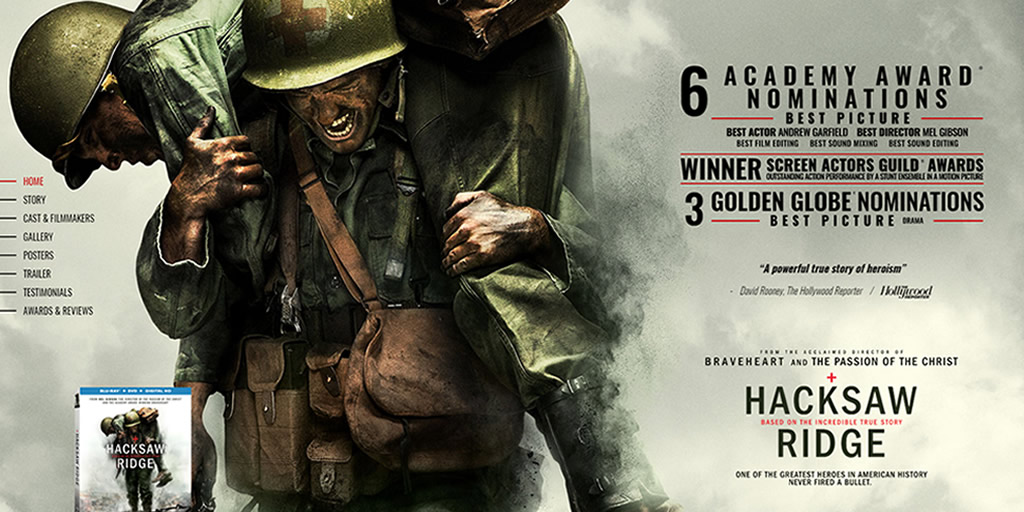 HOME
STORY
CAST & FILMMAKERS
GALLERY
POSTERS
TRAILER
TESTIMONIALS
AWARDS & REVIEWS
BLU-RAY + DVD + DIGITAL HD
HACKSAW
RIDGE
6 ACADEMY AWARD®
NOMINATIONS
BEST PICTURE
BEST ACTOR ANDREW GARFIELD BEST DIRECTOR MEL GIBSON
BEST FILM EDITING BEST SOUND MIXING BEST SOUND EDITING
WINNER SCREEN ACTORS GUILD® AWARDS
OUTSTANDING ACTION PERFORMANCE BY A STUNT ENSEMBLE IN A MOTION PICTURE
3 GOLDEN GLOBE® NOMINATIONS
BEST PICTURE DRAMA
“A powerful true story of heroism”
- David Rooney, The Hollywood Reporter / Hollywood REPORTER
FROM THE ACCLAIMED DIRECTOR OF
BRAVEHEART AND THE PASSION OF THE CHRIST
HACKSAW
BASED ON THE INCREDIBLE TRUE STORY
RIDGE
ONE OF THE GREATEST HEROES IN AMERICAN HISTORY
NEVER FIRED A BULLET.